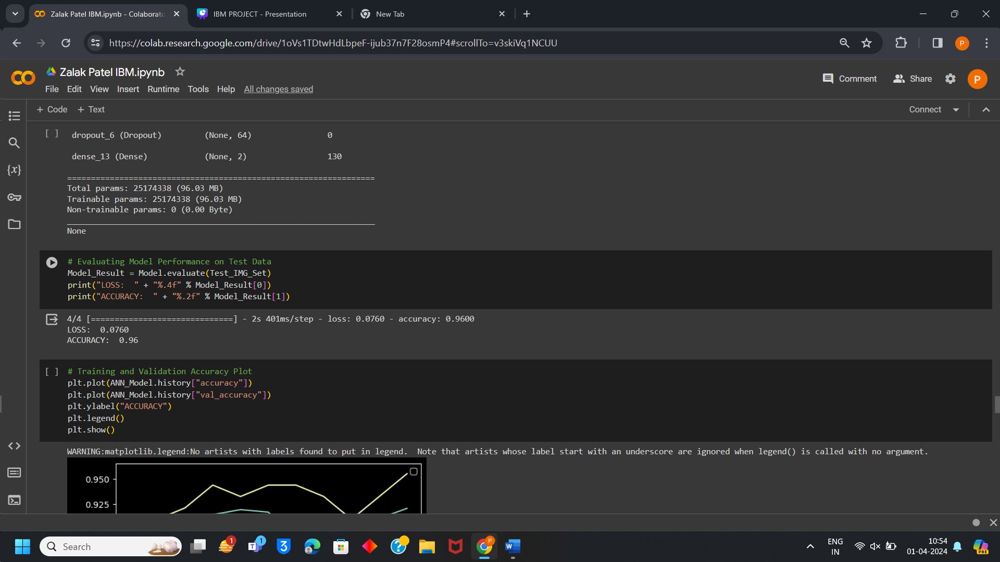 Zalak Patel IBM.ipynb - Colaborato
IBM PROJECT - Presentation
New Tab
https://colab.research.google.com/drive/1oVs1TDtwHdLbpeF-ijub37n7F28osmP4#scrollTo=v3skiVq1NCUU
P
Zalak Patel IBM.ipynb
Comment
Share
P
File Edit View Insert Runtime Tools Help All changes saved
+ Code + Text
Connect
[ ] dropout_6 (Dropout) (None, 64) 0
dense_13 (Dense) (None, 2) 130
=================================================================
Total params: 25174338 (96.03 MB)
Trainable params: 25174338 (96.03 MB)
Non-trainable params: 0 (0.00 Byte)
_________________________________________________________________
None
# Evaluating Model Performance on Test Data
Model_Result = Model.evaluate(Test_IMG_Set)
print("LOSS:  " + "%.4f" % Model_Result[0])
print("ACCURACY:  " + "%.2f" % Model_Result[1])
4/4 [==============================] - 2s 401ms/step - loss: 0.0760 - accuracy: 0.9600
LOSS:  0.0760
ACCURACY:  0.96
[ ] # Training and Validation Accuracy Plot
plt.plot(ANN_Model.history["accuracy"])
plt.plot(ANN_Model.history["val_accuracy"])
plt.ylabel("ACCURACY")
plt.legend()
plt.show()
WARNING:matplotlib.legend:No artists with labels found to put in legend.  Note that artists whose label start with an underscore are ignored when legend() is called with no argument.
0.950
0.925
{x}
Search
1
1
T
3
?
P
W
ENG
IN
10:54
01-04-2024
PRE